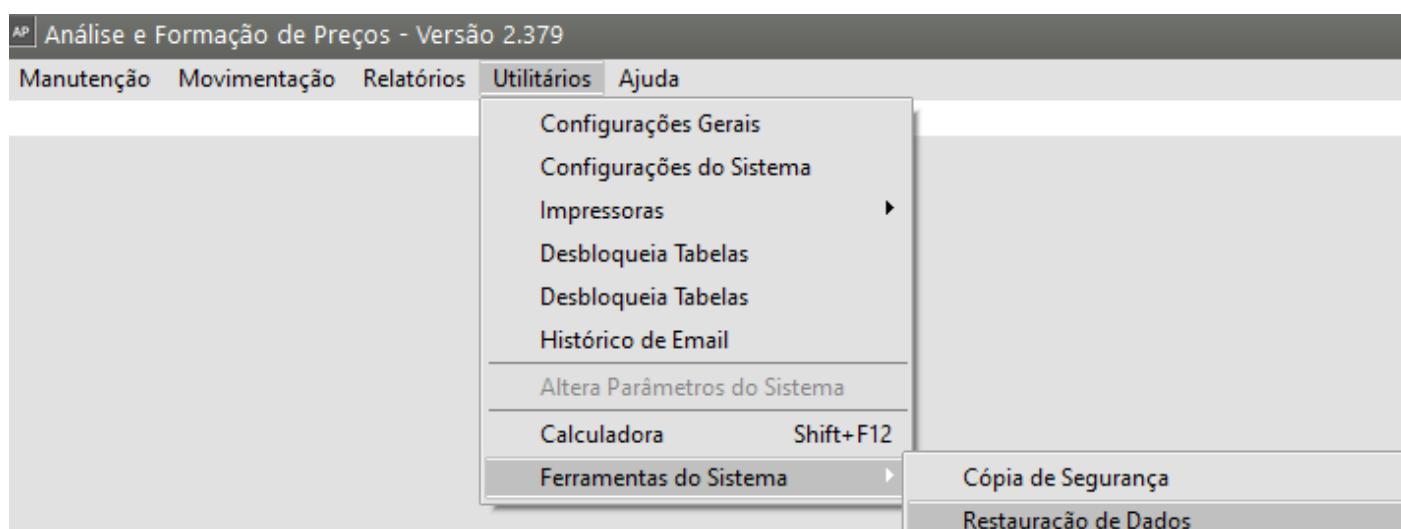 AP Análise e Formação de Preços - Versão 2.379
Manutenção Movimentação Relatórios Utilitários Ajuda
Configurações Gerais
Configurações do Sistema
Impressoras
Desbloqueia Tabelas
Desbloqueia Tabelas
Histórico de Email
Altera Parâmetros do Sistema
Calculadora Shift+F12
Ferramentas do Sistema
Cópia de Segurança
Restauração de Dados